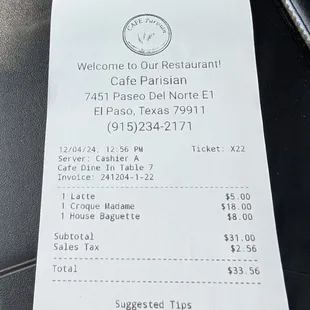 CAFE Parisian
Welcome to Our Restaurant!
Cafe Parisian
7451 Paseo Del Norte E1
El Paso, Texas 79911
(915)234-2171
12/04/24, 12:56 PM Ticket: X22
Server: Cashier A
Cafe Dine In Table 7
Invoice: 241204-1-22
1 Latte $5.00
1 Croque Madame $18.00
1 House Baguette $8.00
Subtotal $31.00
Sales Tax $2.56
Total $33.56
Suggested Tips